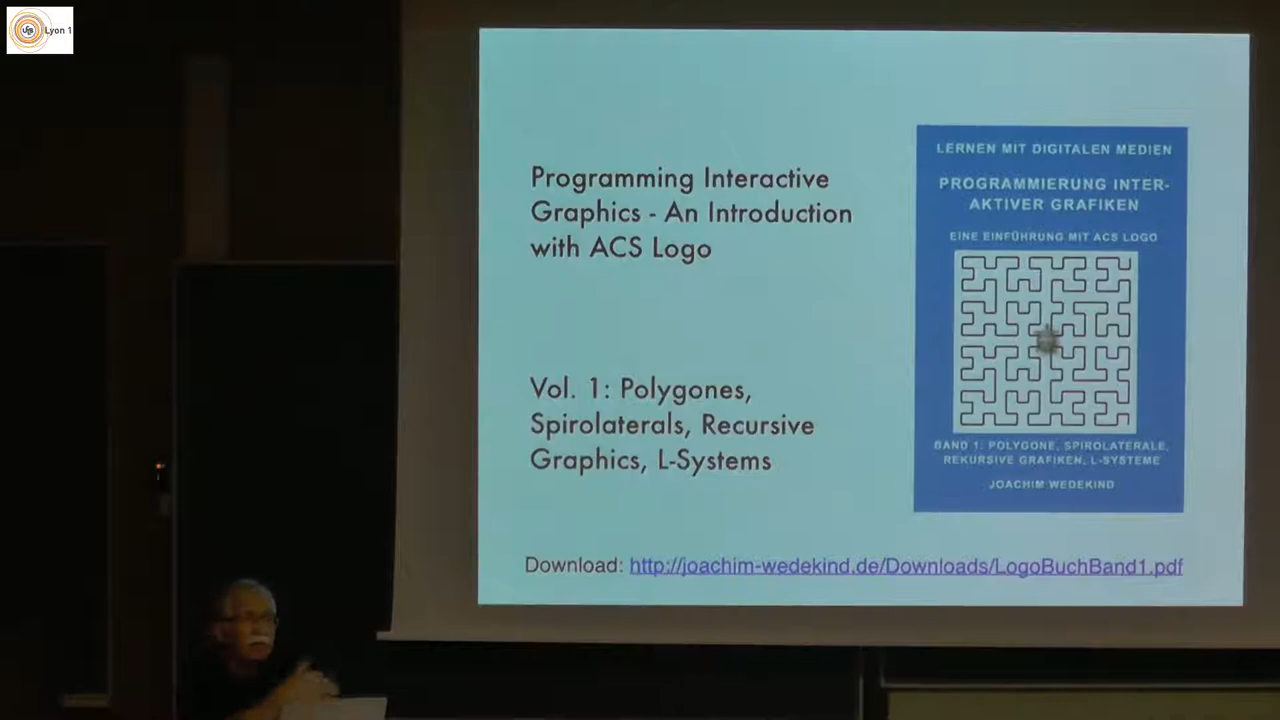 Lyon 1
Programming Interactive
Graphics - An Introduction
with ACS Logo
Vol. 1: Polygones,
Spirolaterals, Recursive
Graphics, L-Systems
LERNEN MIT DIGITALEN MEDIEN
PROGRAMMIERUNG INTER-
AKTIVER GRAFIKEN
EINE EINFÜHRUNG MIT ACS LOGO
BAND 1. POLYGONE, SPIROLATERALE,
REKURSIVE GRAFIKEN, L-SYSTEME
JOACHIM WEDEKIND
Download: http://joachim-wedekind.de/Downloads/LogoBuchBand1.pdf